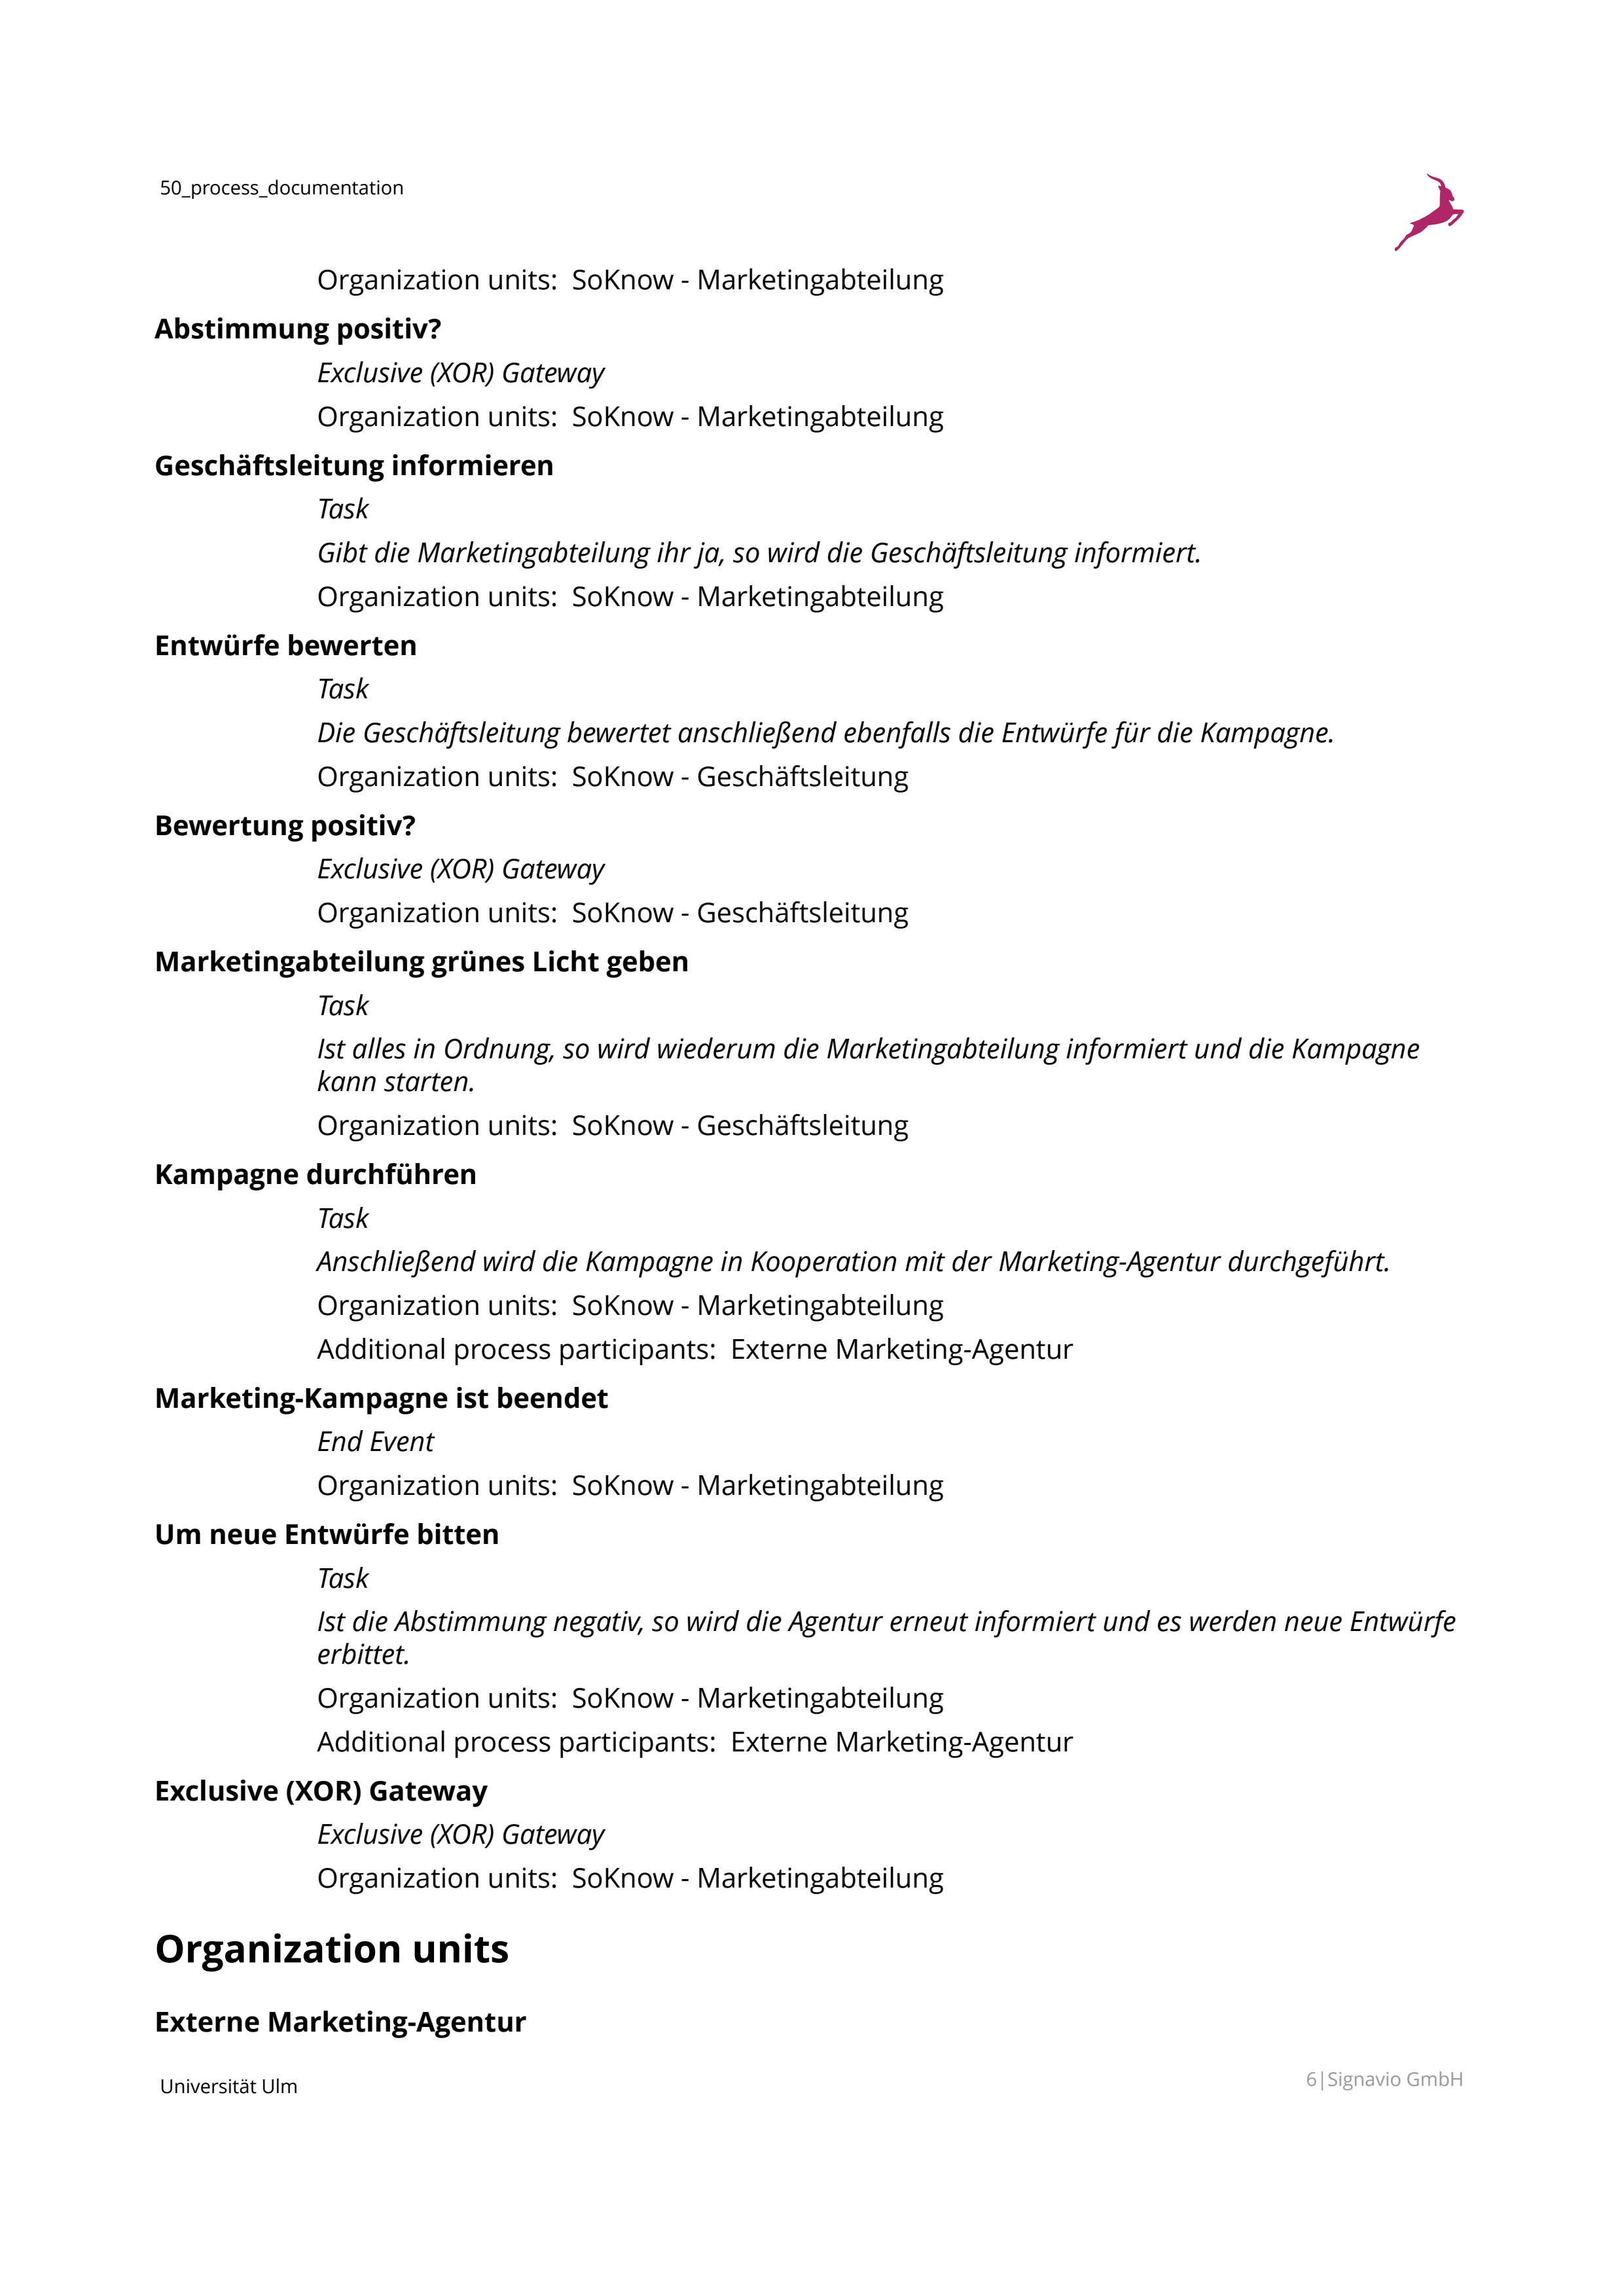 50_process_documentation
Organization units:  SoKnow - Marketingabteilung
Abstimmung positiv?
Exclusive (XOR) Gateway
Organization units:  SoKnow - Marketingabteilung
Geschäftsleitung informieren
Task
Gibt die Marketingabteilung ihr ja, so wird die Geschäftsleitung informiert.
Organization units:  SoKnow - Marketingabteilung
Entwürfe bewerten
Task
Die Geschäftsleitung bewertet anschließend ebenfalls die Entwürfe für die Kampagne.
Organization units:  SoKnow - Geschäftsleitung
Bewertung positiv?
Exclusive (XOR) Gateway
Organization units:  SoKnow - Geschäftsleitung
Marketingabteilung grünes Licht geben
Task
Ist alles in Ordnung, so wird wiederum die Marketingabteilung informiert und die Kampagne
kann starten.
Organization units:  SoKnow - Geschäftsleitung
Kampagne durchführen
Task
Anschließend wird die Kampagne in Kooperation mit der Marketing-Agentur durchgeführt.
Organization units:  SoKnow - Marketingabteilung
Additional process participants:  Externe Marketing-Agentur
Marketing-Kampagne ist beendet
End Event
Organization units:  SoKnow - Marketingabteilung
Um neue Entwürfe bitten
Task
Ist die Abstimmung negativ, so wird die Agentur erneut informiert und es werden neue Entwürfe
erbittet.
Organization units:  SoKnow - Marketingabteilung
Additional process participants:  Externe Marketing-Agentur
Exclusive (XOR) Gateway
Exclusive (XOR) Gateway
Organization units:  SoKnow - Marketingabteilung
Organization units
Externe Marketing-Agentur
Universität Ulm
6|Signavio GmbH